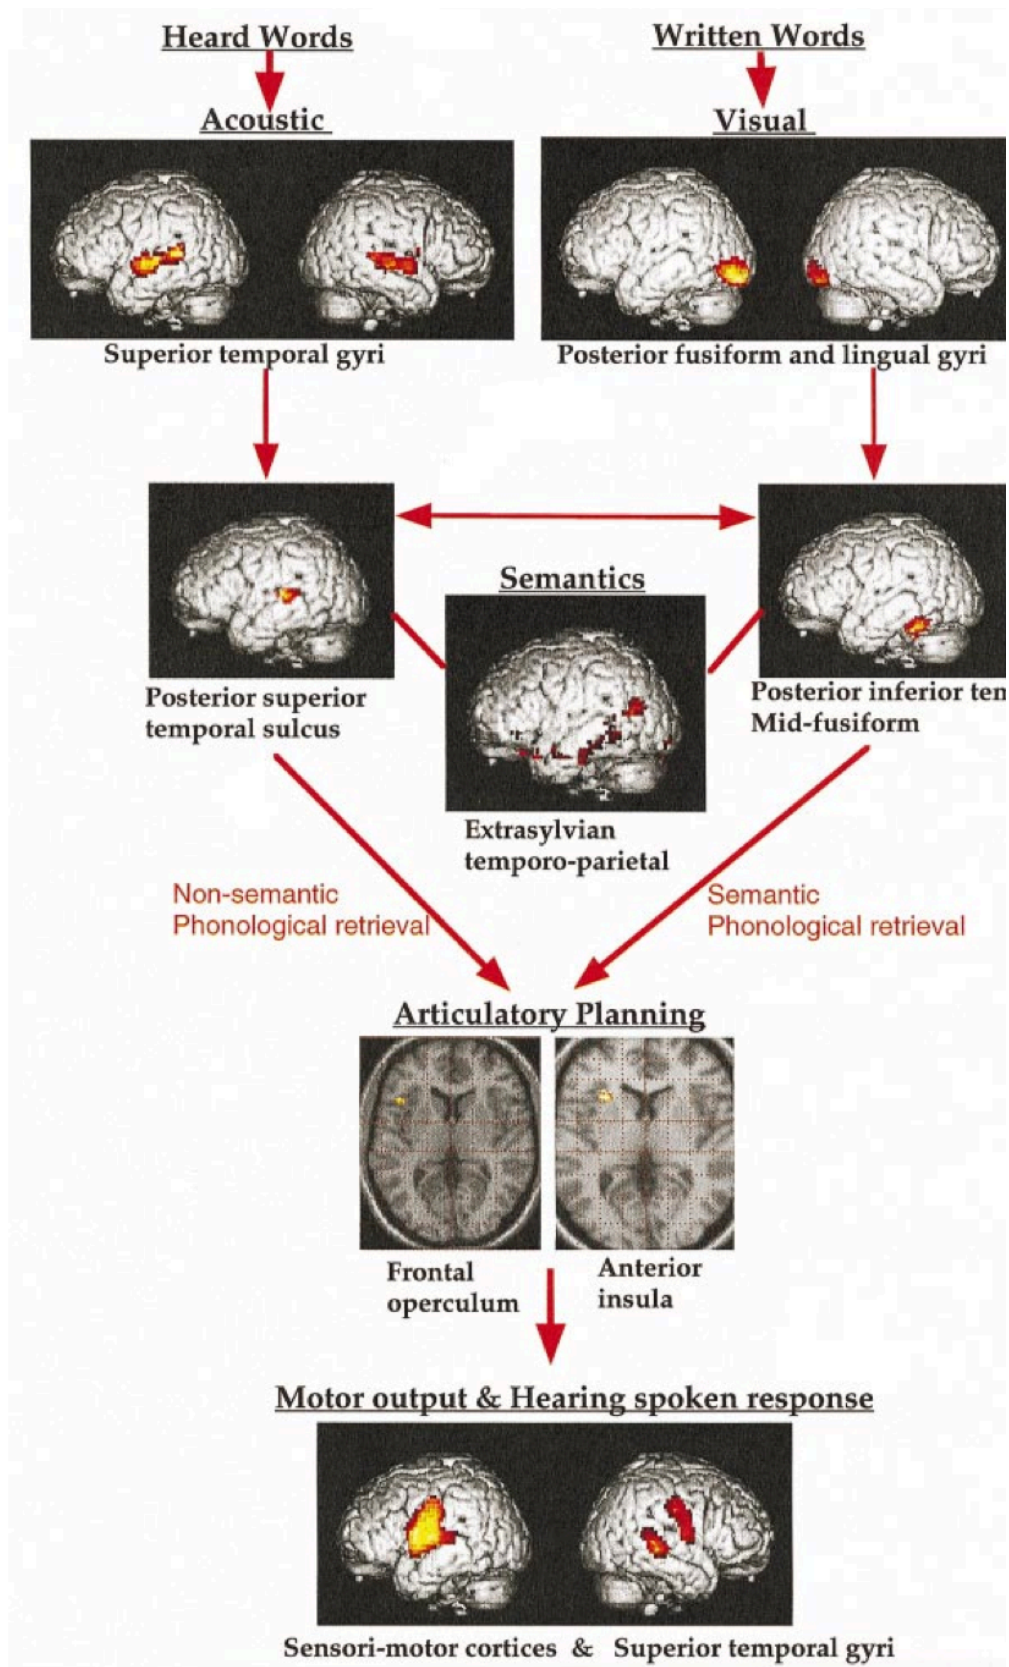 Heard Words
Written Words
Acoustic
Visual
Superior temporal gyri
Posterior fusiform and lingual gyri
Semantics
Posterior superior
temporal sulcus
Posterior inferior tem
Mid-fusiform
Extrasylvian
temporo-parietal
Non-semantic
Phonological retrieval
Semantic
Phonological retrieval
Articulatory Planning
Frontal
operculum
Anterior
insula
Motor output & Hearing spoken response
Sensori-motor cortices & Superior temporal gyri